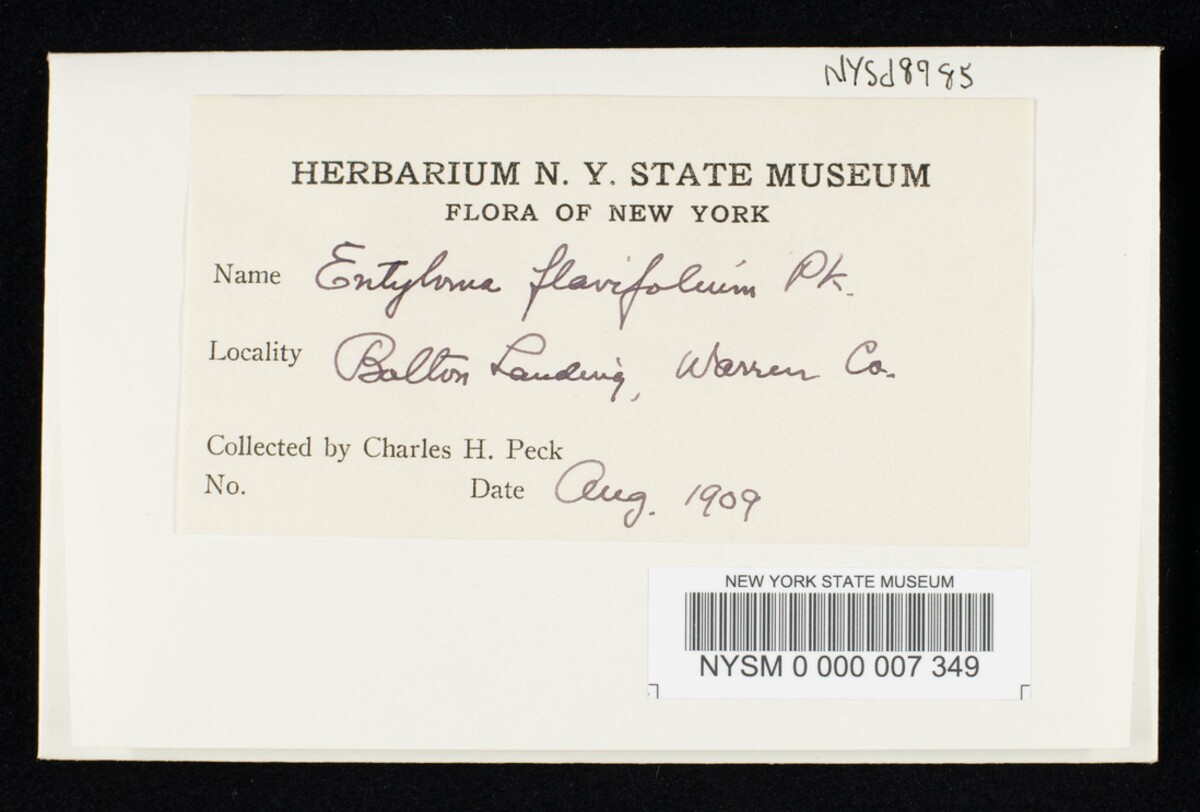 NYSd8985
HERBARIUM N. Y. STATE MUSEUM
FLORA OF NEW YORK
Name Entyloma flavifolium Pk.
Locality Bolton Landing, Warren Co.
Collected by Charles H. Peck
No. Date Aug. 1909
NEW YORK STATE MUSEUM
NYSM 0 000 007 349